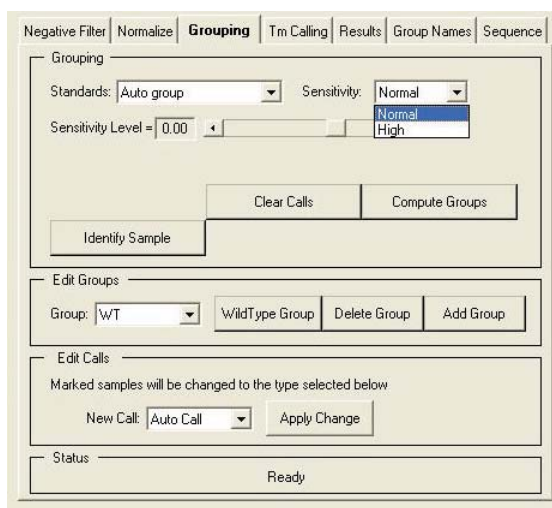 Negative Filter Normalize Grouping Tm Calling Results Group Names Sequence
Grouping
Standards: Auto group Sensitivity: Normal
Normal
High
Sensitivity Level = 0.00
Clear Calls Compute Groups
Identify Sample
Edit Groups
Group: WT WildType Group Delete Group Add Group
Edit Calls
Marked samples will be changed to the type selected below
New Call: Auto Call Apply Change
Status
Ready